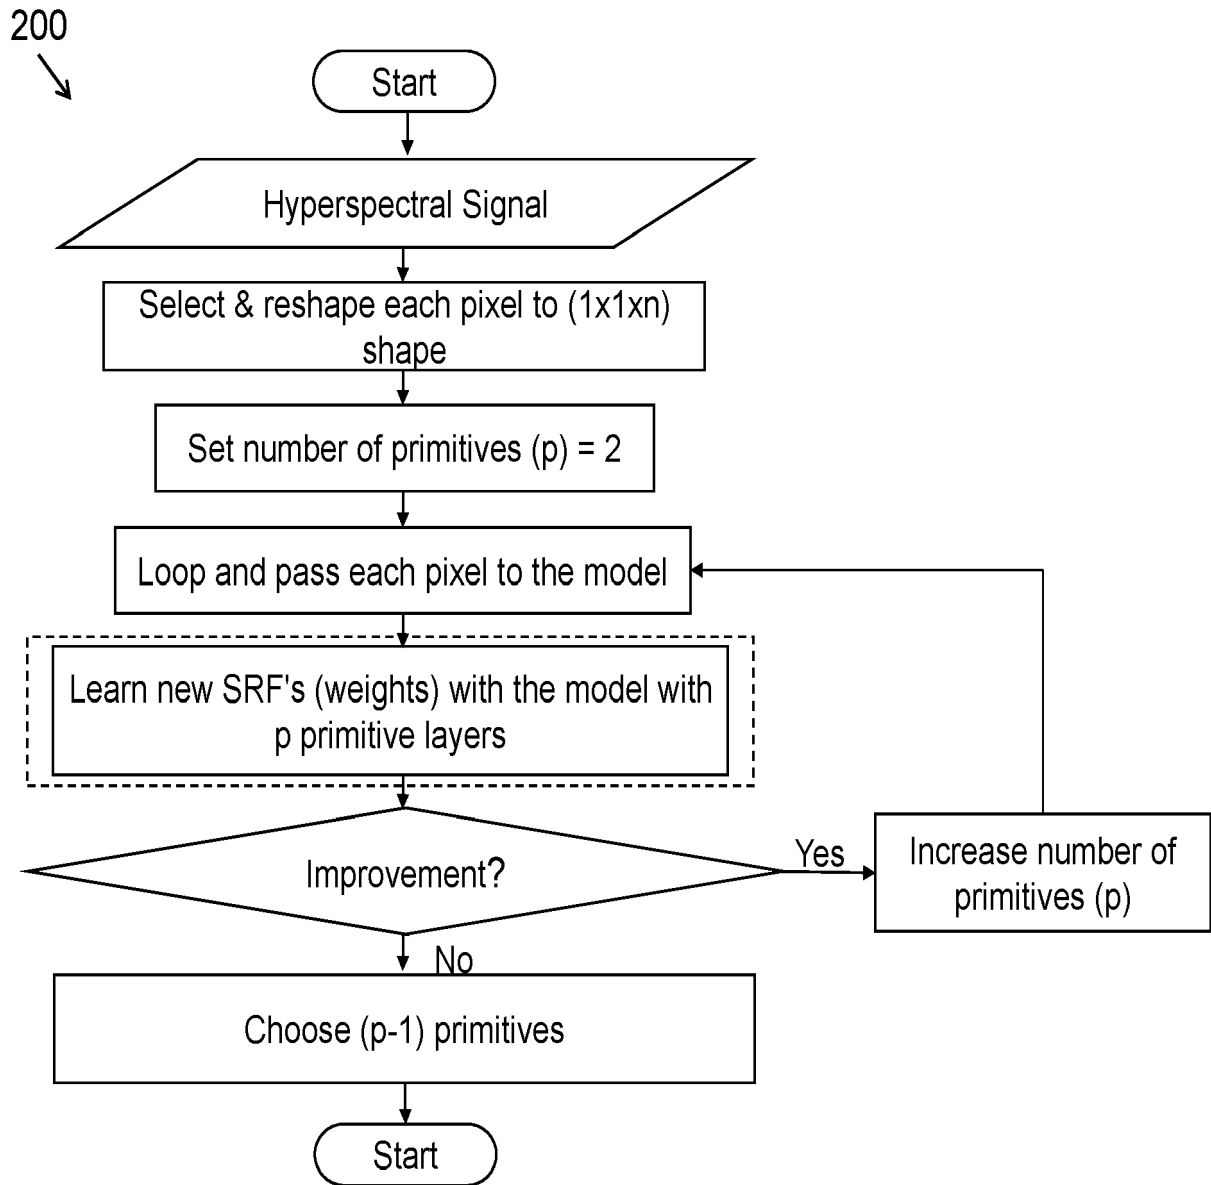 200
Start
Hyperspectral Signal
Select & reshape each pixel to (1x1xn)
shape
Set number of primitives (p) = 2
Loop and pass each pixel to the model
Learn new SRF's (weights) with the model with
p primitive layers
Improvement?
Yes
Increase number of
primitives (p)
No
Choose (p-1) primitives
Start